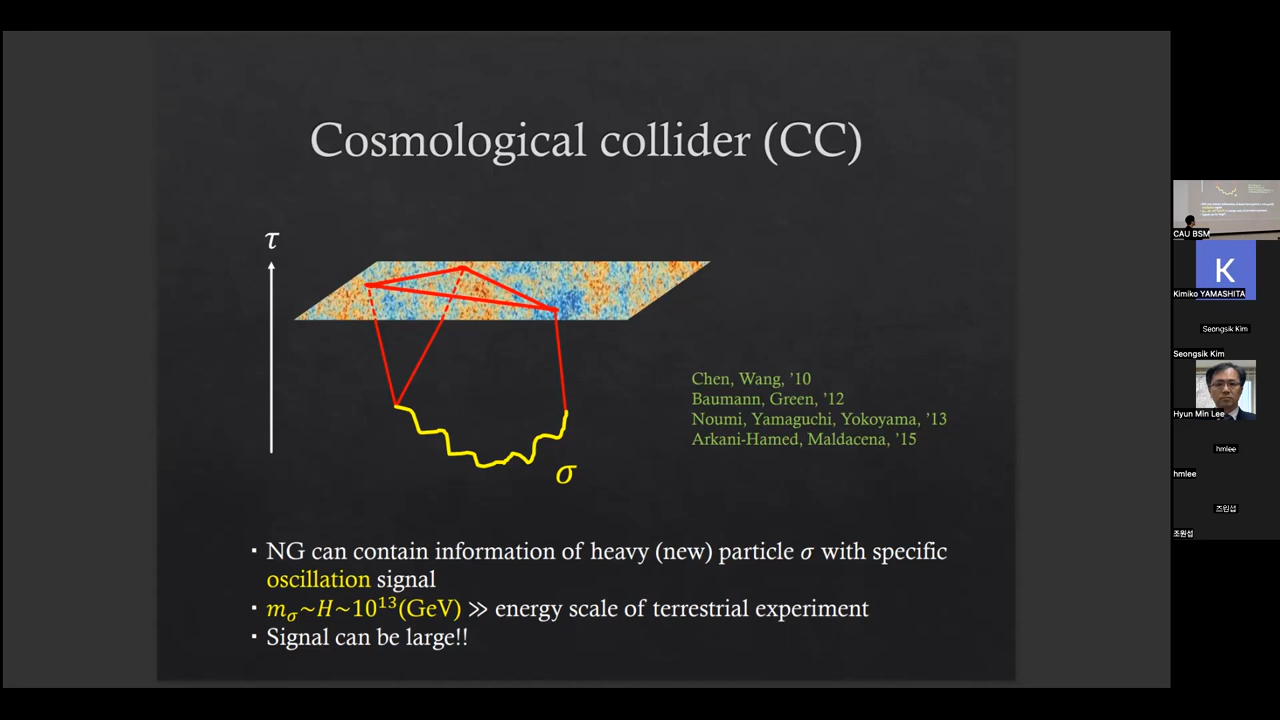 Cosmological collider (CC)
τ
σ
Chen, Wang, ’10
Baumann, Green, ’12
Noumi, Yamaguchi, Yokoyama, ’13
Arkani-Hamed, Maldacena, ’15
▪ NG can contain information of heavy (new) particle σ with specific
oscillation signal
▪ m_σ~H~10¹³(GeV) ≫ energy scale of terrestrial experiment
▪ Signal can be large!!
CAU BSM
K
Kimiko YAMASHITA
Seongsik Kim
Seongsik Kim
Hyun Min Lee
hmlee
hmlee
조원섭
조원섭